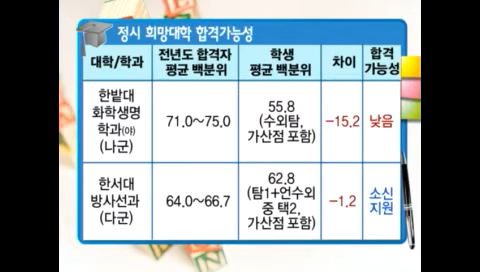 정시 희망대학 합격가능성
대학/학과
전년도 합격자
평균 백분위
학생
평균 백분위
차이
합격
가능성
한밭대
화학생명
학과(야)
(나군)
71.0~75.0
55.8
(수외탐,
가산점 포함)
-15.2
낮음
한서대
방사선과
(다군)
64.0~66.7
62.8
(탐1+언수외
중 택2,
가산점 포함)
-1.2
소신
지원